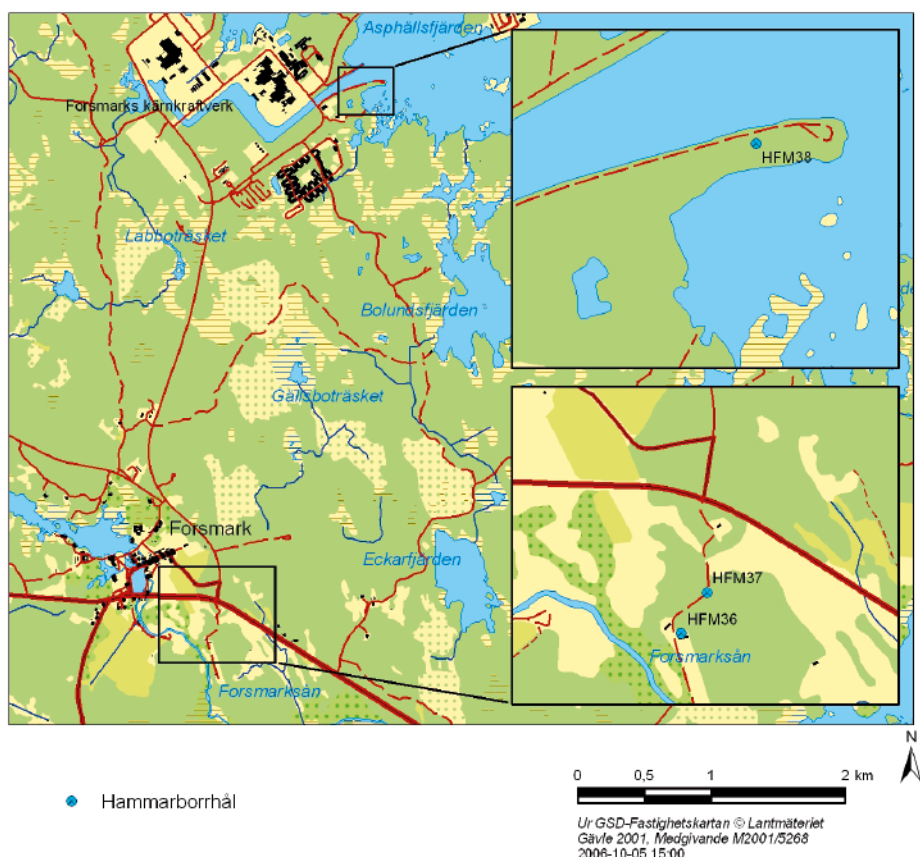 Asphällsfjärden
Forsmarks kärnkraftverk
HFM38
Labboträsket
Bolundsfjärden
Gällsboträsket
Forsmark
Eckarfjärden
HFM37
HFM36
Forsmarksån
Forsmarksån
N
Hammarborrhål
0 0,5 1 2 km
Ur GSD-Fastighetskartan © Lantmäteriet
Gävle 2001, Medgivande M2001/5268
2006-10-05 15:00